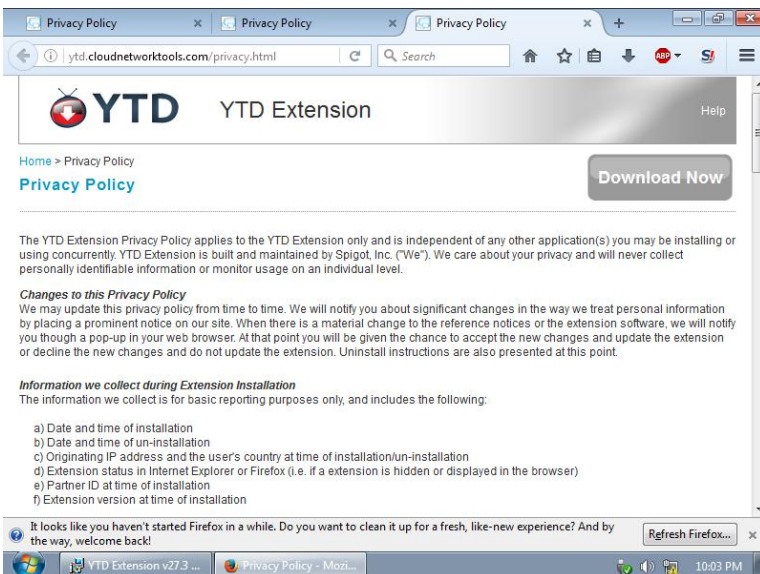 Privacy Policy
Privacy Policy
Privacy Policy
ytd.cloudnetworktools.com/privacy.html
Search
ABP
S!
YTD
YTD Extension
Help
Home > Privacy Policy
Download Now
Privacy Policy
The YTD Extension Privacy Policy applies to the YTD Extension only and is independent of any other application(s) you may be installing or
using concurrently. YTD Extension is built and maintained by Spigot, Inc. ("We"). We care about your privacy and will never collect
personally identifiable information or monitor usage on an individual level.
Changes to this Privacy Policy
We may update this privacy policy from time to time. We will notify you about significant changes in the way we treat personal information
by placing a prominent notice on our site. When there is a material change to the reference notices or the extension software, we will notify
you though a pop-up in your web browser. At that point you will be given the chance to accept the new changes and update the extension
or decline the new changes and do not update the extension. Uninstall instructions are also presented at this point.
Information we collect during Extension Installation
The information we collect is for basic reporting purposes only, and includes the following:
a) Date and time of installation
b) Date and time of un-installation
c) Originating IP address and the user's country at time of installation/un-installation
d) Extension status in Internet Explorer or Firefox (i.e. if a extension is hidden or displayed in the browser)
e) Partner ID at time of installation
f) Extension version at time of installation
It looks like you haven't started Firefox in a while. Do you want to clean it up for a fresh, like-new experience? And by
the way, welcome back!
Refresh Firefox...
YTD Extension v27.3 ...
Privacy Policy - Mozi...
10:03 PM